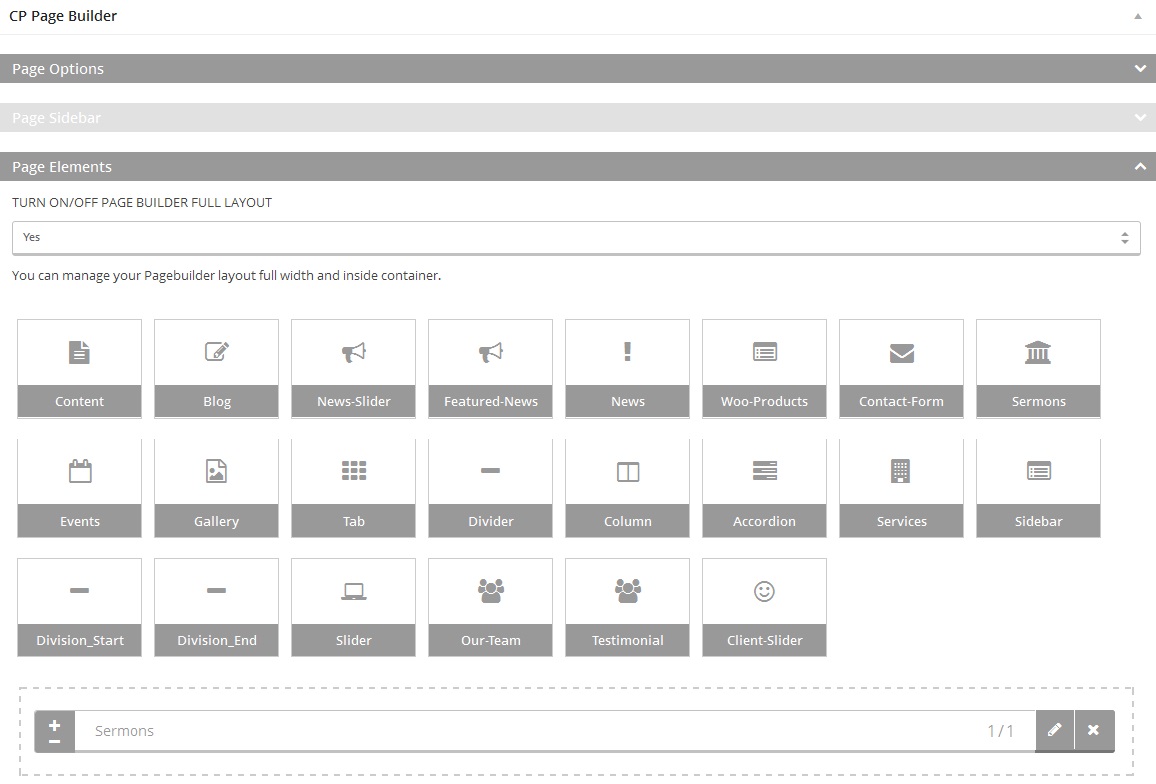 CP Page Builder
Page Options
Page Sidebar
Page Elements
TURN ON/OFF PAGE BUILDER FULL LAYOUT
Yes
You can manage your Pagebuilder layout full width and inside container.
Content Blog News-Slider Featured-News News Woo-Products Contact-Form Sermons
Events Gallery Tab Divider Column Accordion Services Sidebar
Division_Start Division_End Slider Our-Team Testimonial Client-Slider
Sermons 1/1